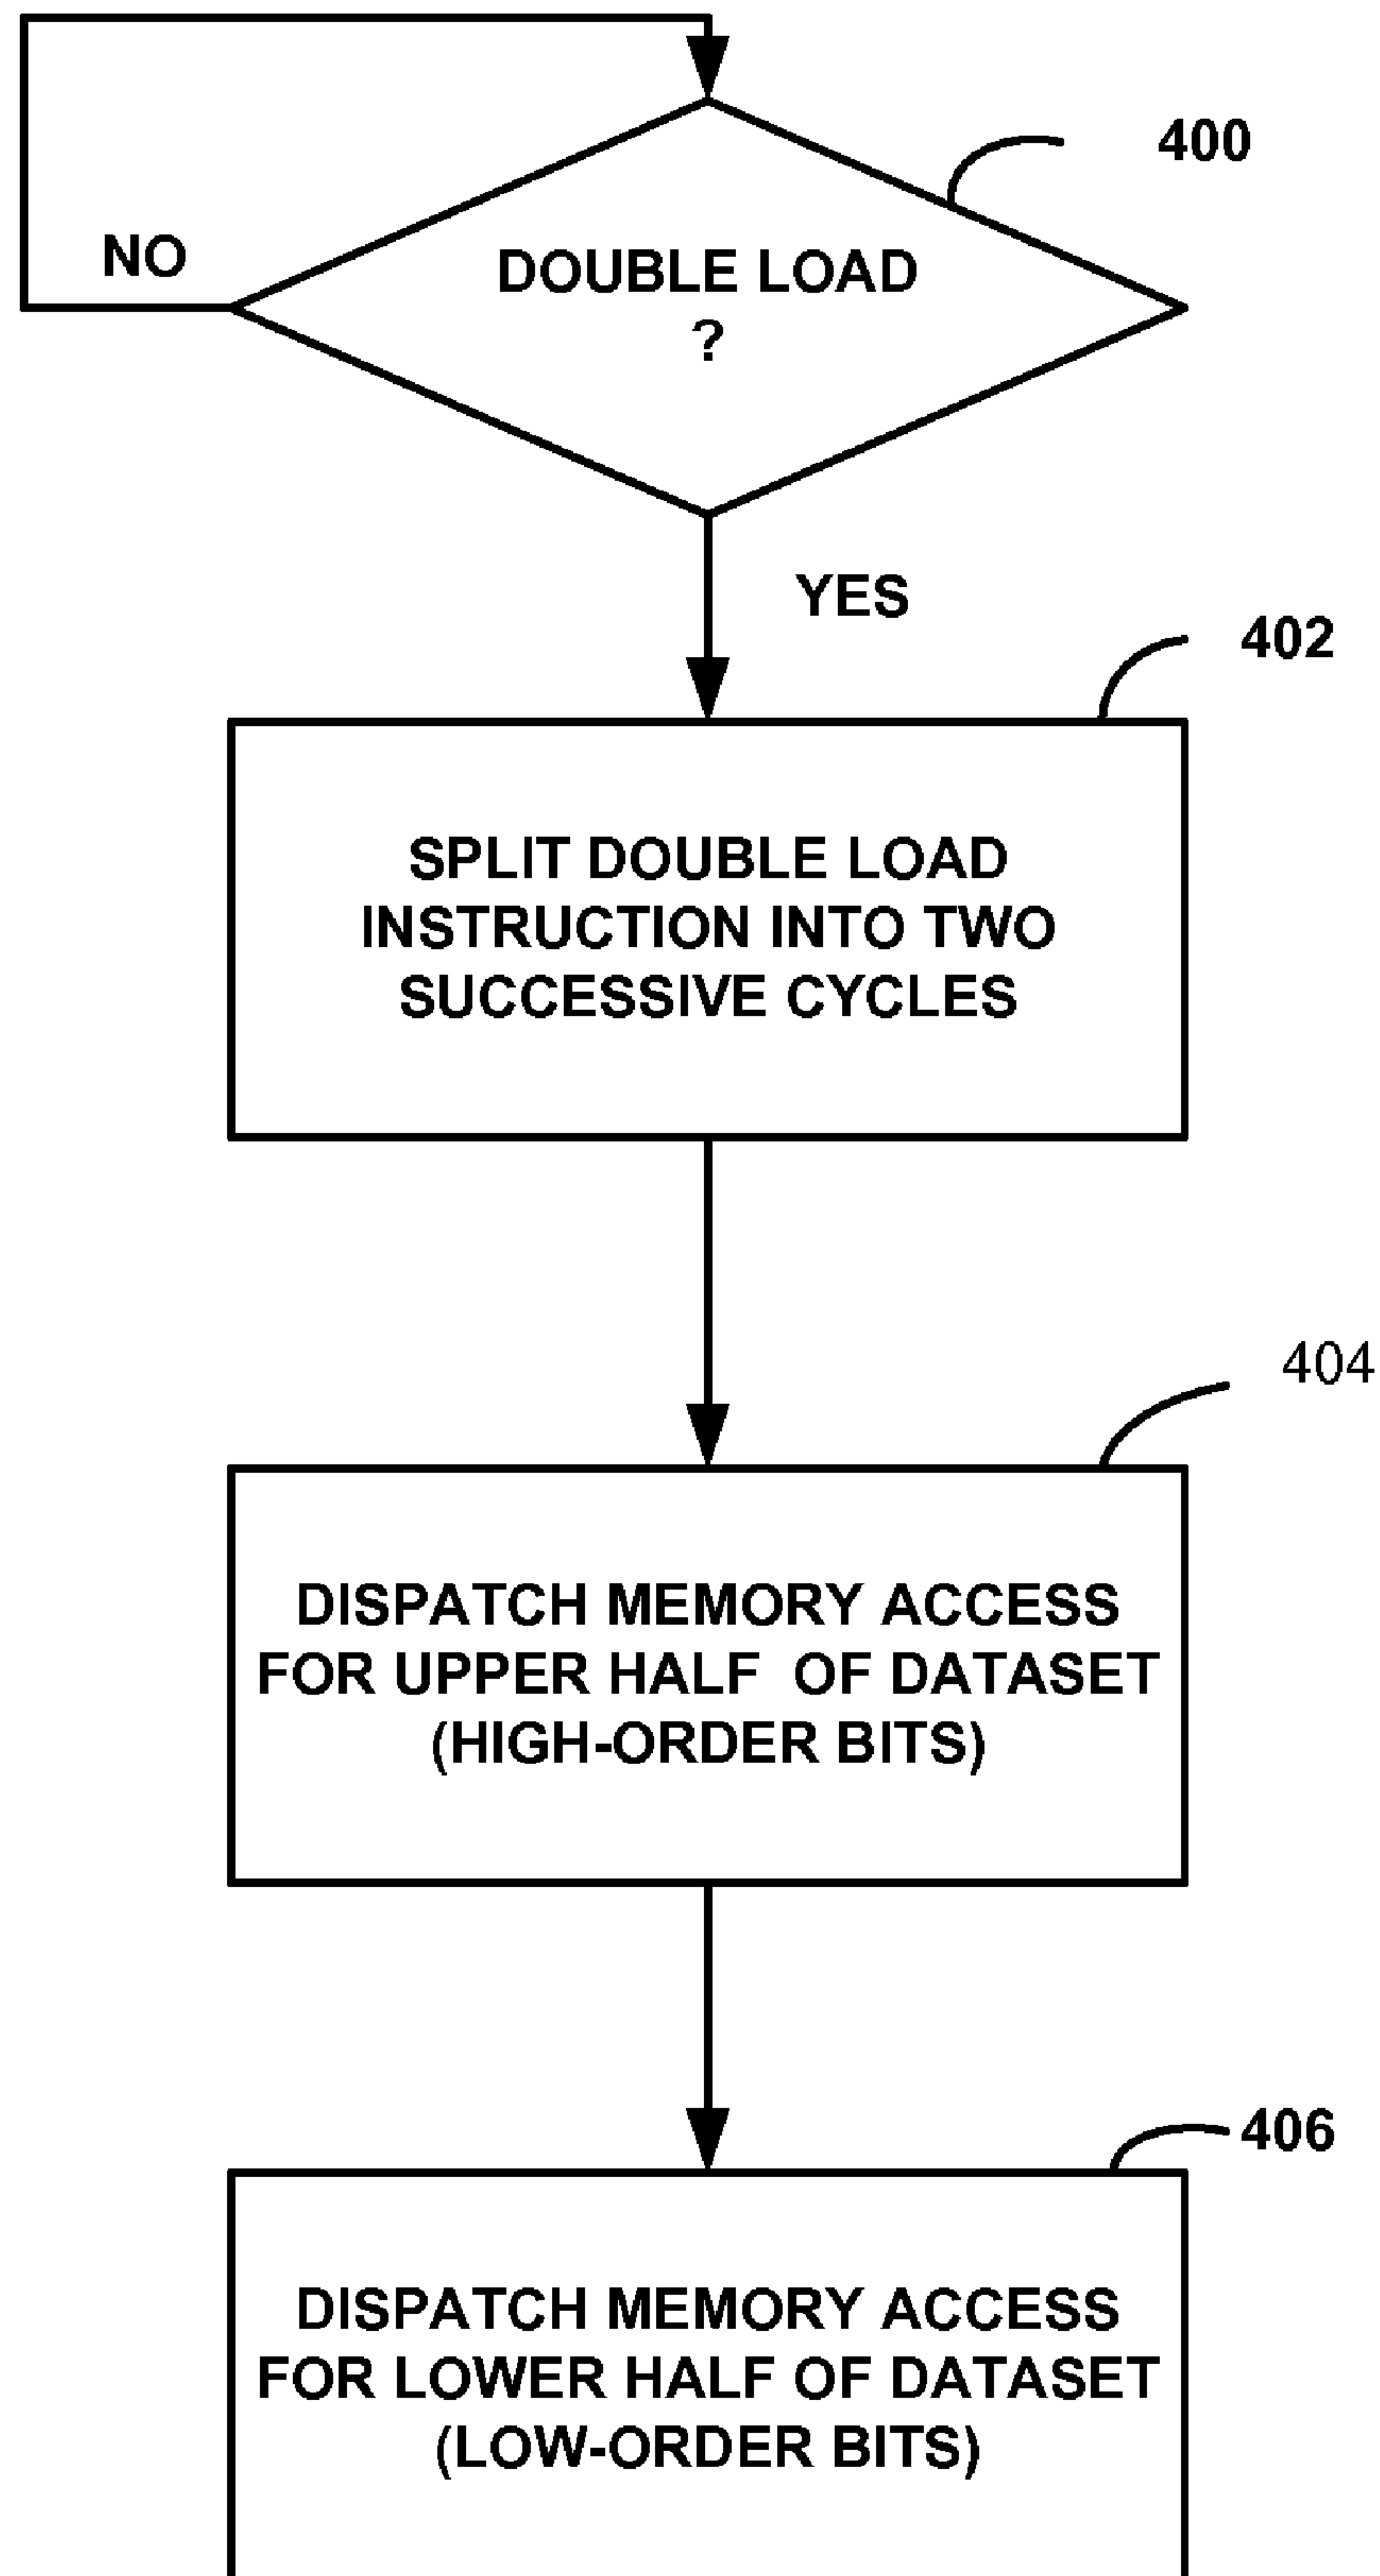 400
NO
DOUBLE LOAD
?
YES
402
SPLIT DOUBLE LOAD
INSTRUCTION INTO TWO
SUCCESSIVE CYCLES
404
DISPATCH MEMORY ACCESS
FOR UPPER HALF OF DATASET
(HIGH-ORDER BITS)
406
DISPATCH MEMORY ACCESS
FOR LOWER HALF OF DATASET
(LOW-ORDER BITS)